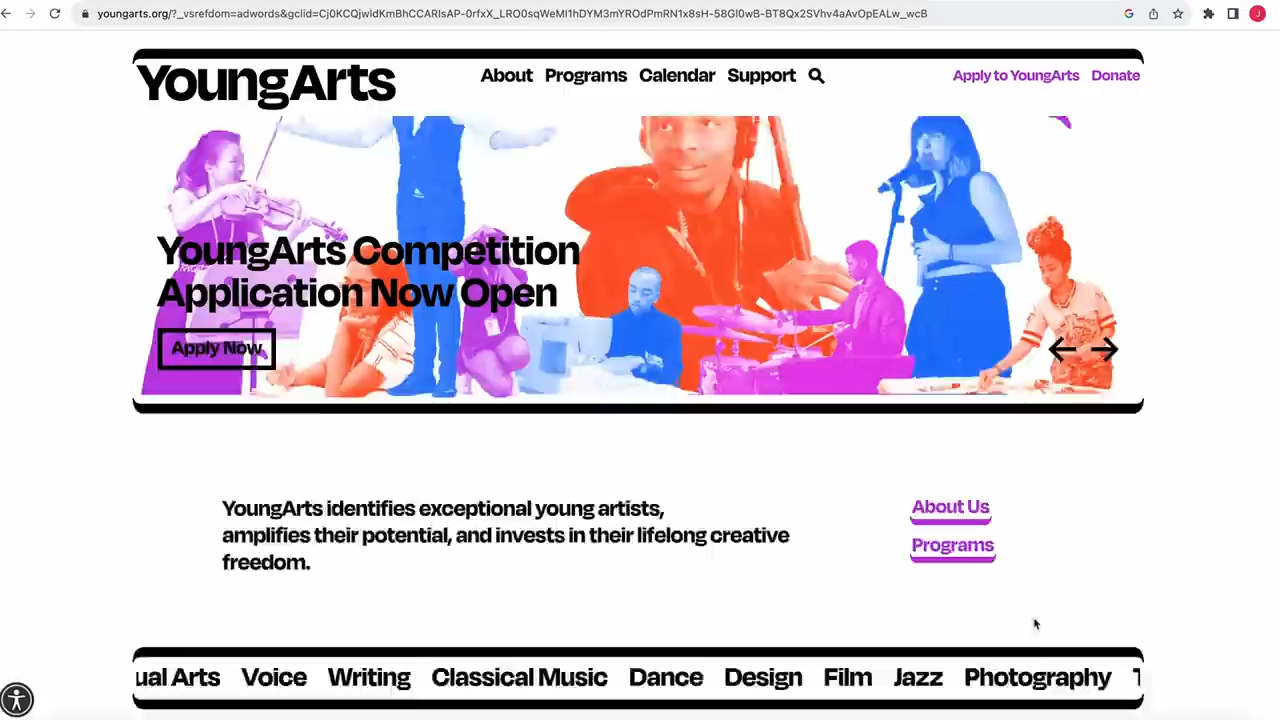 youngarts.org/?_vsrefdom=adwords&gclid=Cj0KCQjwldKmBhCCARIsAP-0rfxX_LRO0sqWeMI1hDYM3mYROdPmRN1x8sH-58Gl0wB-BT8Qx2SVhv4aAvOpEALw_wcB
J
YoungArts
About Programs Calendar Support
Apply to YoungArts Donate
YoungArts Competition
Application Now Open
Apply Now
YoungArts identifies exceptional young artists,
amplifies their potential, and invests in their lifelong creative
freedom.
About Us
Programs
ual Arts Voice Writing Classical Music Dance Design Film Jazz Photography T